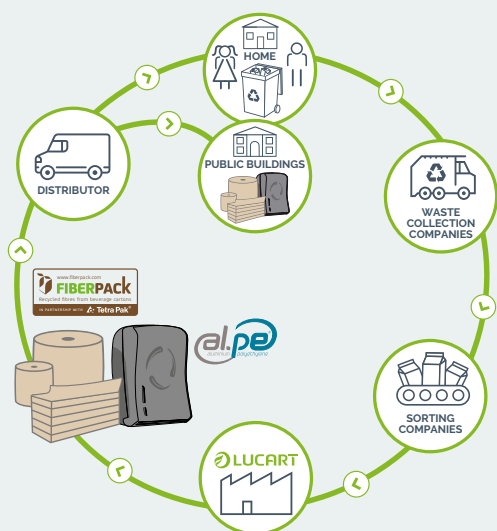 HOME
PUBLIC BUILDINGS
DISTRIBUTOR
WASTE
COLLECTION
COMPANIES
www.fiberpack.com
FIBERPACK
Recycled fibres from beverage cartons
IN PARTNERSHIP WITH Tetra Pak®
al.pe®
aluminium polyethylene
SORTING
COMPANIES
LUCART